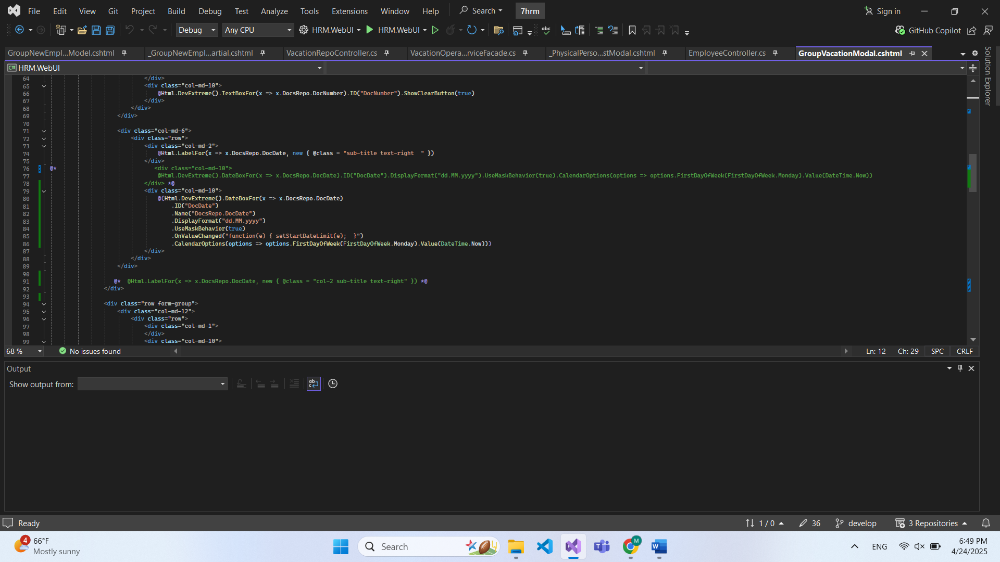 File Edit View Git Project Build Debug Test Analyze Tools Extensions Window Help Search 7hrm Sign in
Debug Any CPU HRM.WebUI HRM.WebUI abc GitHub Copilot
GroupNewEmpl...Model.cshtml _GroupNewEmpl...artial.cshtml VacationRepoController.cs VacationOpera...rviceFacade.cs _PhysicalPerso...stModal.cshtml EmployeeController.cs GroupVacationModal.cshtml
Solution Explorer
C# HRM.WebUI
64 </div>
65 <div class="col-md-10">
66 @Html.DevExtreme().TextBoxFor(x => x.DocsRepo.DocNumber).ID("DocNumber").ShowClearButton(true)
67 </div>
68 </div>
69 </div>
70
71 <div class="col-md-6">
72 <div class="row">
73 <div class="col-md-2">
74 @Html.LabelFor(x => x.DocsRepo.DocDate, new { @class = "sub-title text-right  " })
75 </div>
76 @* <div class="col-md-10">
77 @Html.DevExtreme().DateBoxFor(x => x.DocsRepo.DocDate).ID("DocDate").DisplayFormat("dd.MM.yyyy").UseMaskBehavior(true).CalendarOptions(options => options.FirstDayOfWeek(FirstDayOfWeek.Monday).Value(DateTime.Now))
78 </div> *@
79 <div class="col-md-10">
80 @(Html.DevExtreme().DateBoxFor(x => x.DocsRepo.DocDate)
81 .ID("DocDate")
82 .Name("DocsRepo.DocDate")
83 .DisplayFormat("dd.MM.yyyy")
84 .UseMaskBehavior(true)
85 .OnValueChanged("function(e) { setStartDateLimit(e);  }")
86 .CalendarOptions(options => options.FirstDayOfWeek(FirstDayOfWeek.Monday).Value(DateTime.Now)))
87 </div>
88 </div>
89 </div>
90
91 @*  @Html.LabelFor(x => x.DocsRepo.DocDate, new { @class = "col-2 sub-title text-right" }) *@
92 </div>
93
94 <div class="row form-group">
95 <div class="col-md-12">
96 <div class="row">
97 <div class="col-md-1">
98 </div>
99 <div class="col-md-10">
68 % No issues found Ln: 12 Ch: 29 SPC CRLF
Output
Show output from:
Ready 1 / 0 36 develop 3 Repositories
4 66°F
Mostly sunny
Search
M
ENG
6:49 PM
4/24/2025